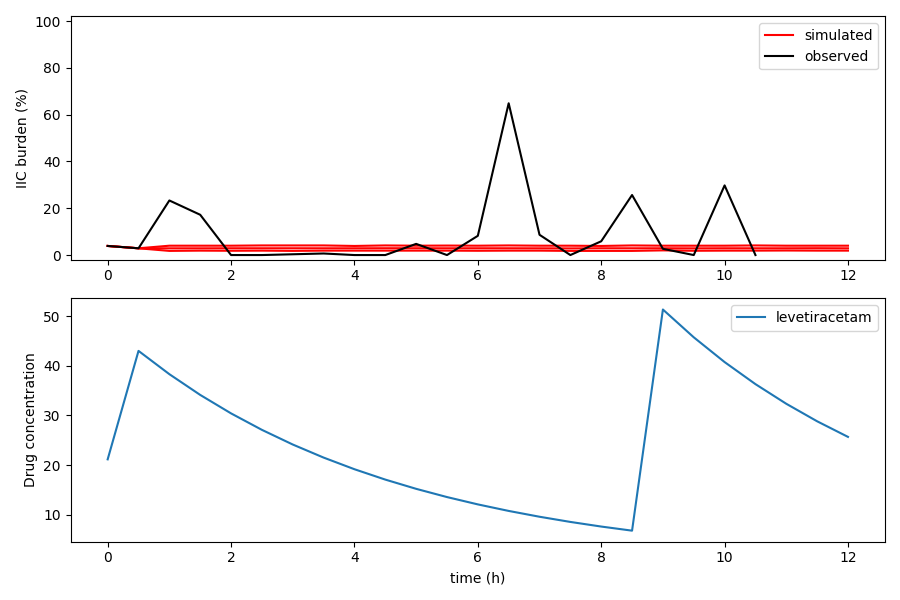 100
80
60
40
20
0
IIC burden (%)
simulated
observed
0 2 4 6 8 10 12
50
40
30
20
10
Drug concentration
levetiracetam
0 2 4 6 8 10 12
time (h)